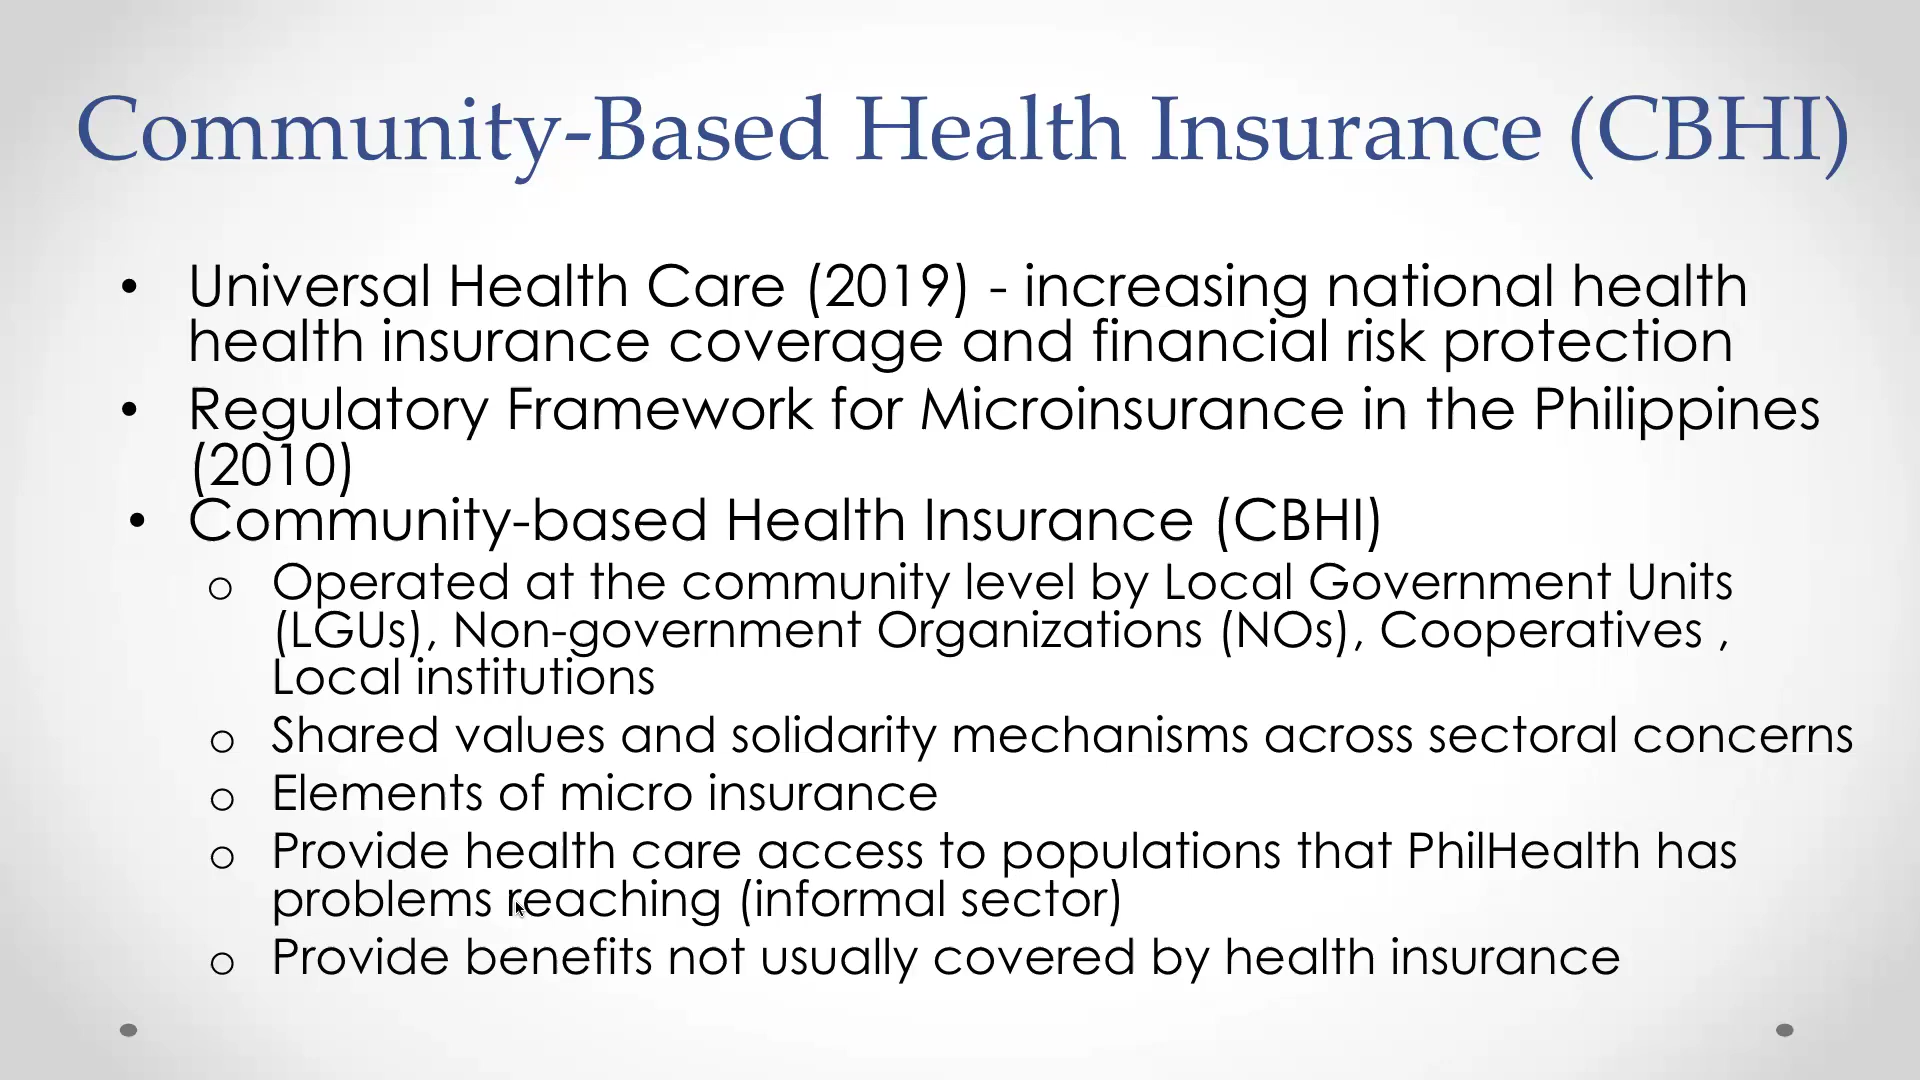 Community-Based Health Insurance (CBHI)
• Universal Health Care (2019) - increasing national health
health insurance coverage and financial risk protection
• Regulatory Framework for Microinsurance in the Philippines
(2010)
• Community-based Health Insurance (CBHI)
o Operated at the community level by Local Government Units
(LGUs), Non-government Organizations (NOs), Cooperatives ,
Local institutions
o Shared values and solidarity mechanisms across sectoral concerns
o Elements of micro insurance
o Provide health care access to populations that PhilHealth has
problems reaching (informal sector)
o Provide benefits not usually covered by health insurance